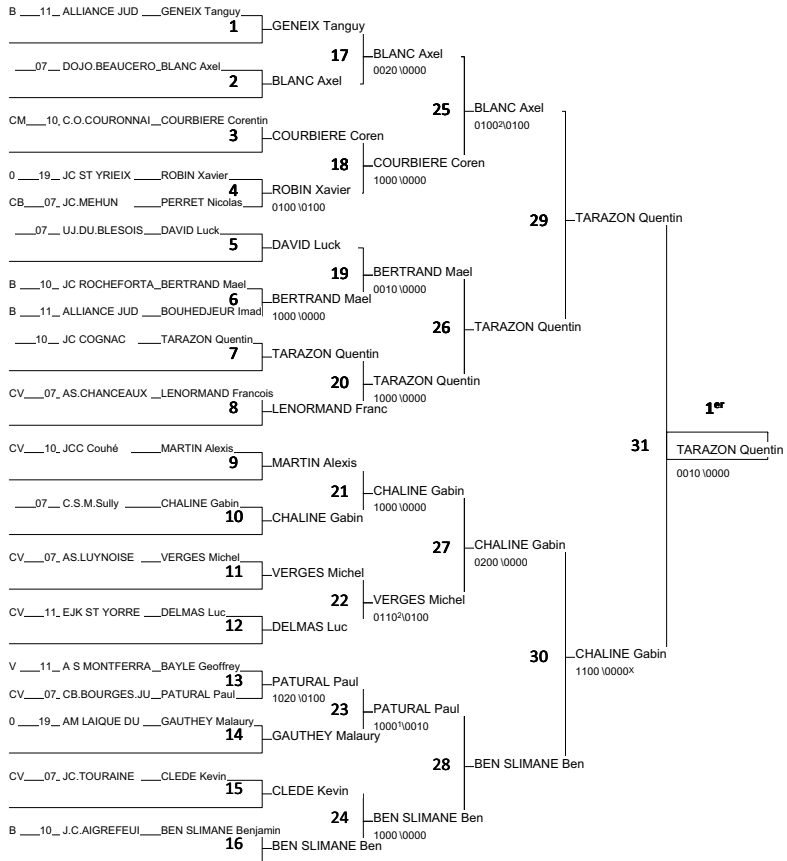 B 11 ALLIANCE JUD GENEIX Tanguy
1
GENEIX Tanguy
17
BLANC Axel
0020 \0000
07 DOJO.BEAUCERO BLANC Axel
2
BLANC Axel
25
BLANC Axel
0100²\0100
CM 10 C.O.COURONNAI COURBIERE Corentin
3
COURBIERE Coren
18
COURBIERE Coren
1000 \0000
0 19 JC ST YRIEIX ROBIN Xavier
4
ROBIN Xavier
0100 \0100
CB 07 JC.MEHUN PERRET Nicolas
29
TARAZON Quentin
07 UJ.DU.BLESOIS DAVID Luck
5
DAVID Luck
19
BERTRAND Mael
0010 \0000
B 10 JC ROCHEFORTA BERTRAND Mael
6
BERTRAND Mael
1000 \0000
B 11 ALLIANCE JUD BOUHEDJEUR Imad
26
TARAZON Quentin
10 JC COGNAC TARAZON Quentin
7
TARAZON Quentin
20
TARAZON Quentin
1000 \0000
CV 07 AS.CHANCEAUX LENORMAND Francois
8
LENORMAND Franc
1er
31
TARAZON Quentin
0010 \0000
CV 10 JCC Couhé MARTIN Alexis
9
MARTIN Alexis
21
CHALINE Gabin
1000 \0000
07 C.S.M.Sully CHALINE Gabin
10
CHALINE Gabin
27
CHALINE Gabin
0200 \0000
CV 07 AS.LUYNOISE VERGES Michel
11
VERGES Michel
22
VERGES Michel
0110²\0100
CV 11 EJK ST YORRE DELMAS Luc
12
DELMAS Luc
30
CHALINE Gabin
1100 \0000ˣ
V 11 A S MONTFERRA BAYLE Geoffrey
13
PATURAL Paul
1020 \0100
CV 07 CB.BOURGES.JU PATURAL Paul
23
PATURAL Paul
1000¹\0010
0 19 AM LAIQUE DU GAUTHEY Malaury
14
GAUTHEY Malaury
28
BEN SLIMANE Ben
CV 07 JC.TOURAINE CLEDE Kevin
15
CLEDE Kevin
24
BEN SLIMANE Ben
1000 \0000
B 10 J.C.AIGREFEUI BEN SLIMANE Benjamin
16
BEN SLIMANE Ben